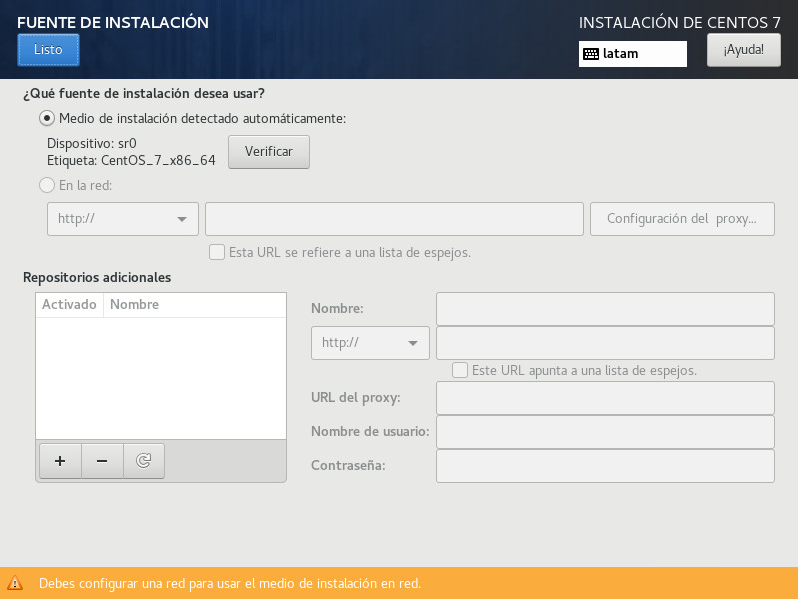 FUENTE DE INSTALACIÓN
INSTALACIÓN DE CENTOS 7
Listo
latam
¡Ayuda!
¿Qué fuente de instalación desea usar?
Medio de instalación detectado automáticamente:
Dispositivo: sr0
Etiqueta: CentOS_7_x86_64
Verificar
En la red:
http://
Configuración del proxy...
Esta URL se refiere a una lista de espejos.
Repositorios adicionales
Activado Nombre
Nombre:
http://
Este URL apunta a una lista de espejos.
URL del proxy:
Nombre de usuario:
Contraseña:
Debes configurar una red para usar el medio de instalación en red.